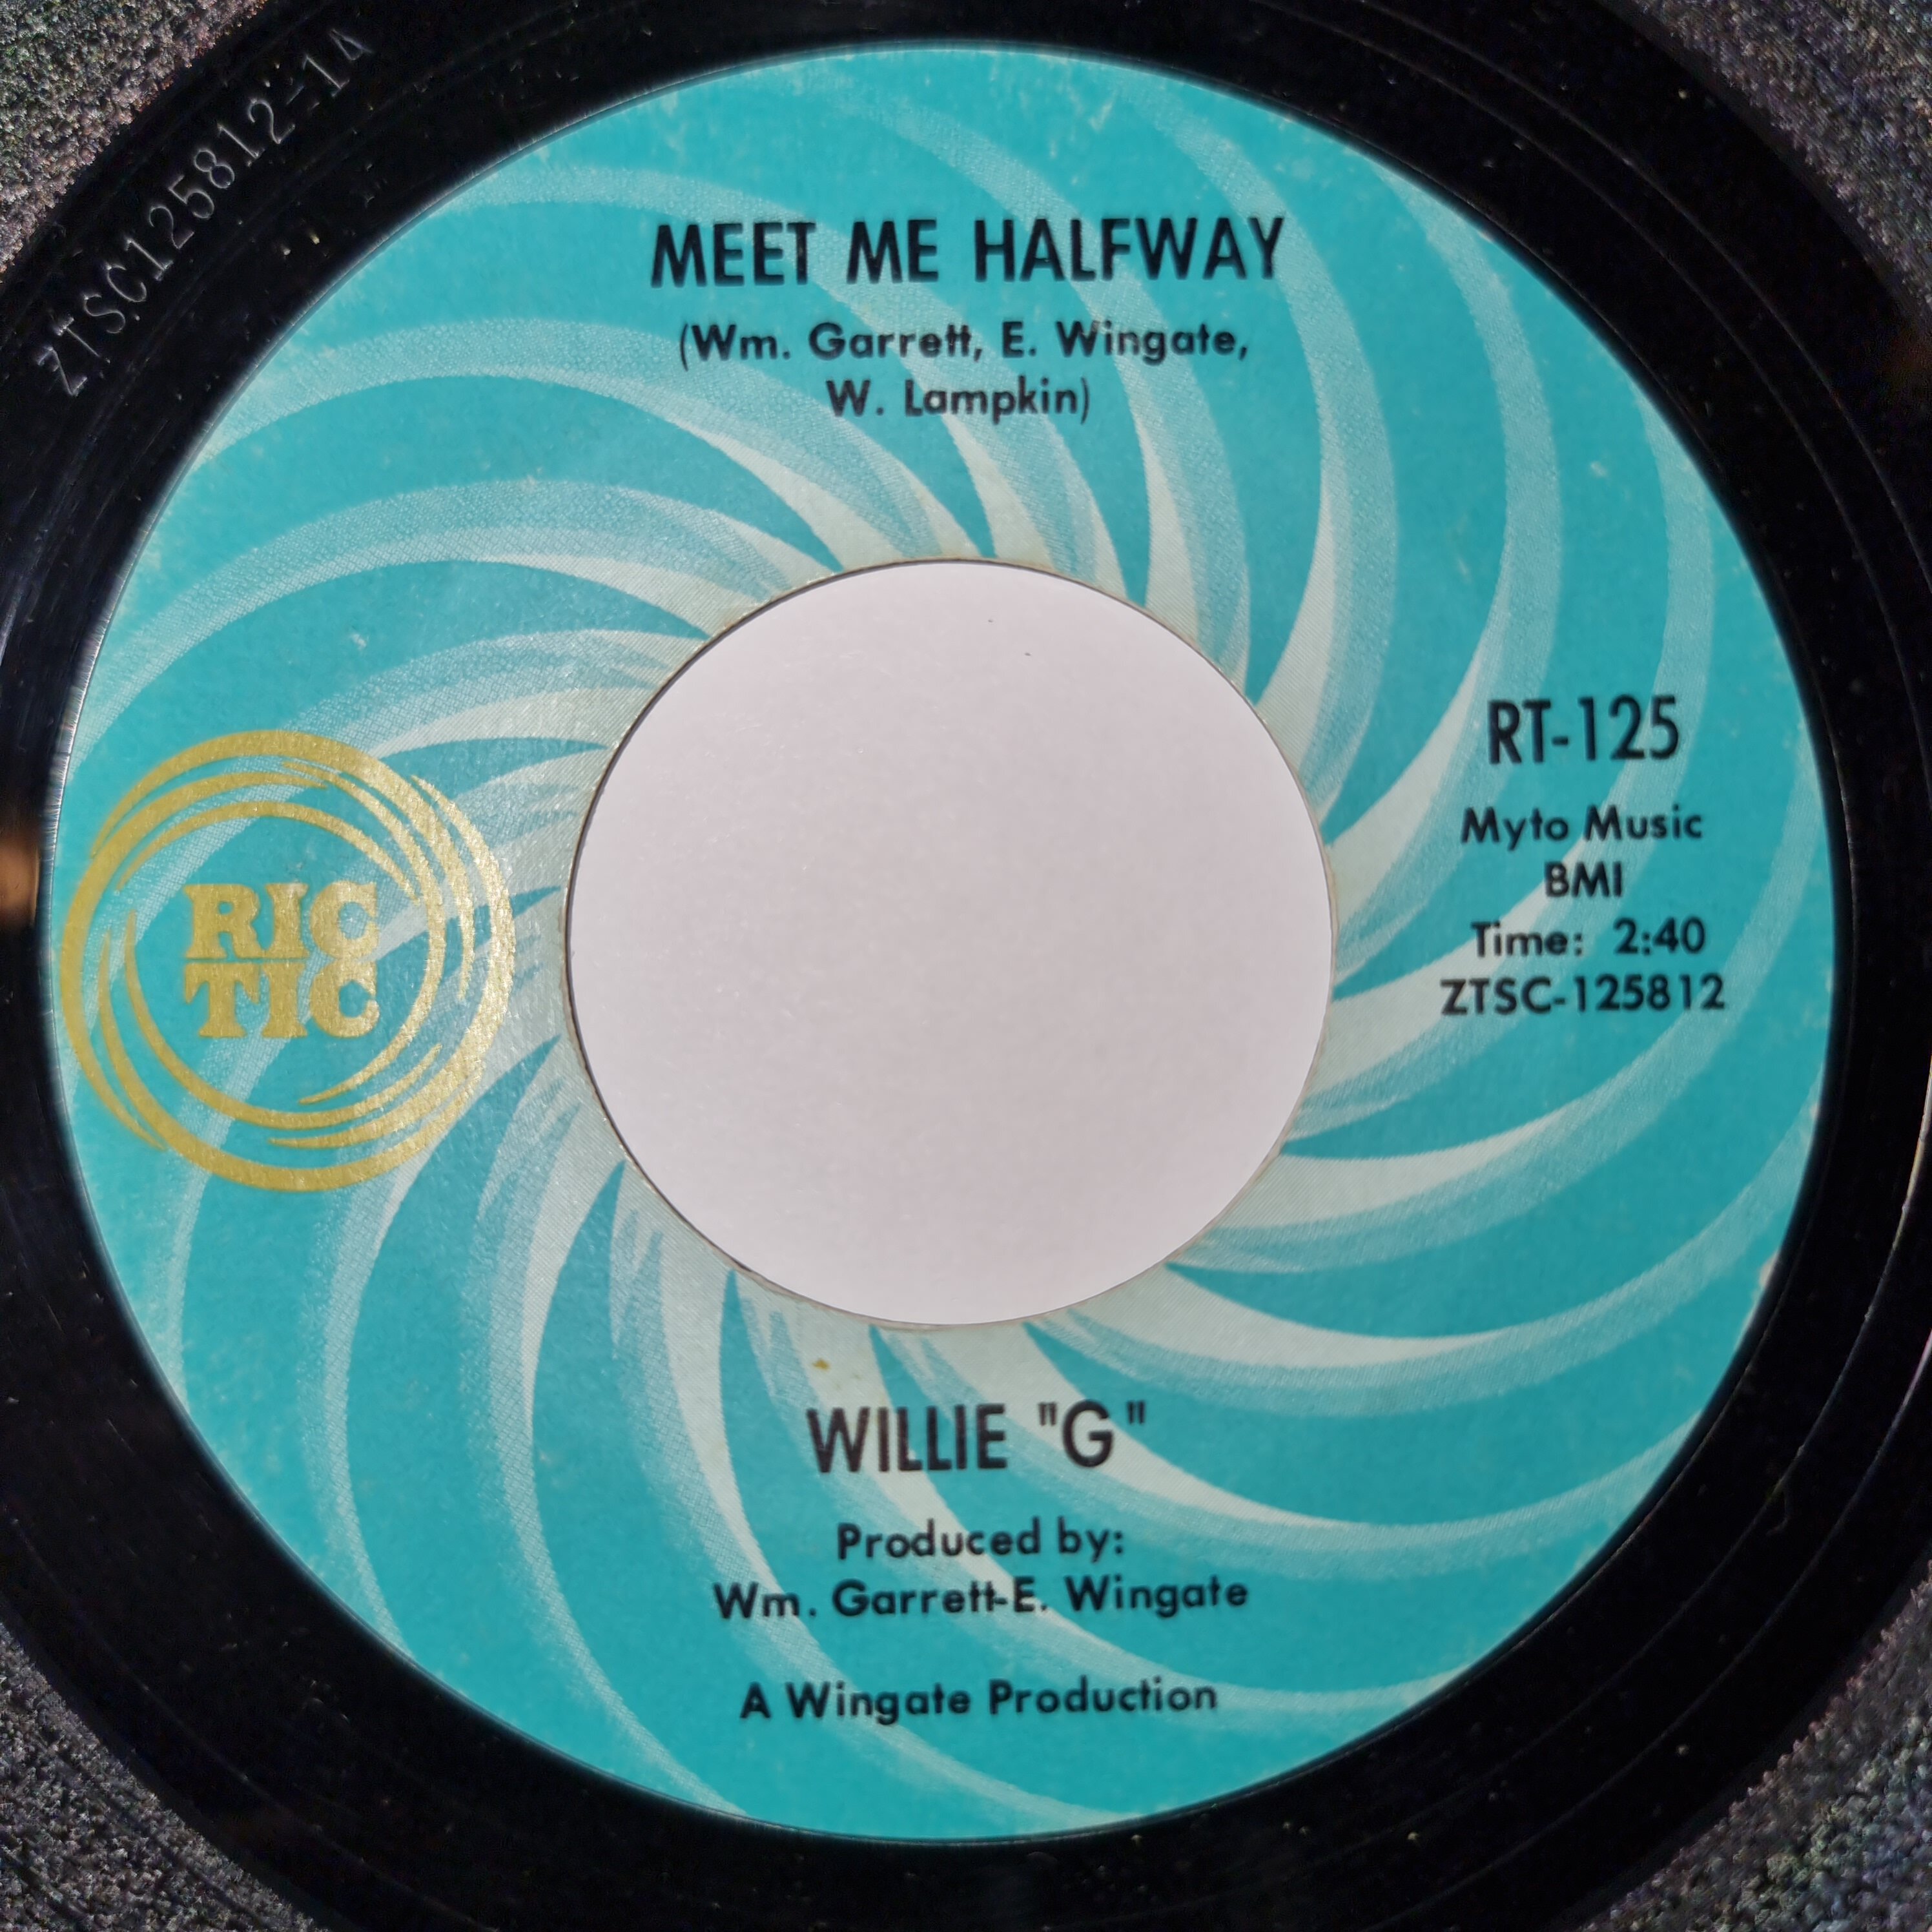 ZTSC125812-1A
MEET ME HALFWAY
(Wm. Garrett, E. Wingate,
W. Lampkin)
RIC
TIC
RT-125
Myto Music
BMI
Time: 2:40
ZTSC-125812
WILLIE "G"
Produced by:
Wm. Garrett-E. Wingate
A Wingate Production